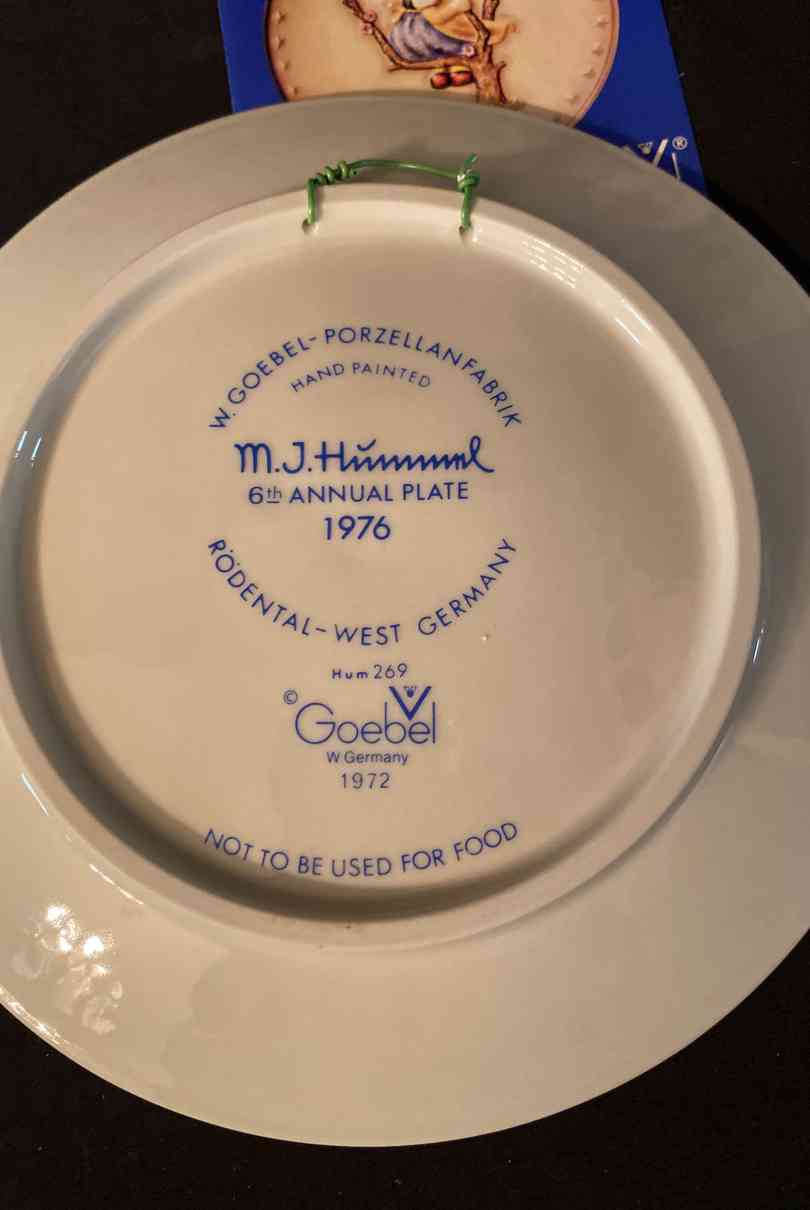 ®
W. GOEBEL-PORZELLANFABRIK
HAND PAINTED
M.J.Hummel
6th ANNUAL PLATE
1976
RÖDENTAL-WEST GERMANY
Hum 269
© Goebel
W Germany
1972
NOT TO BE USED FOR FOOD